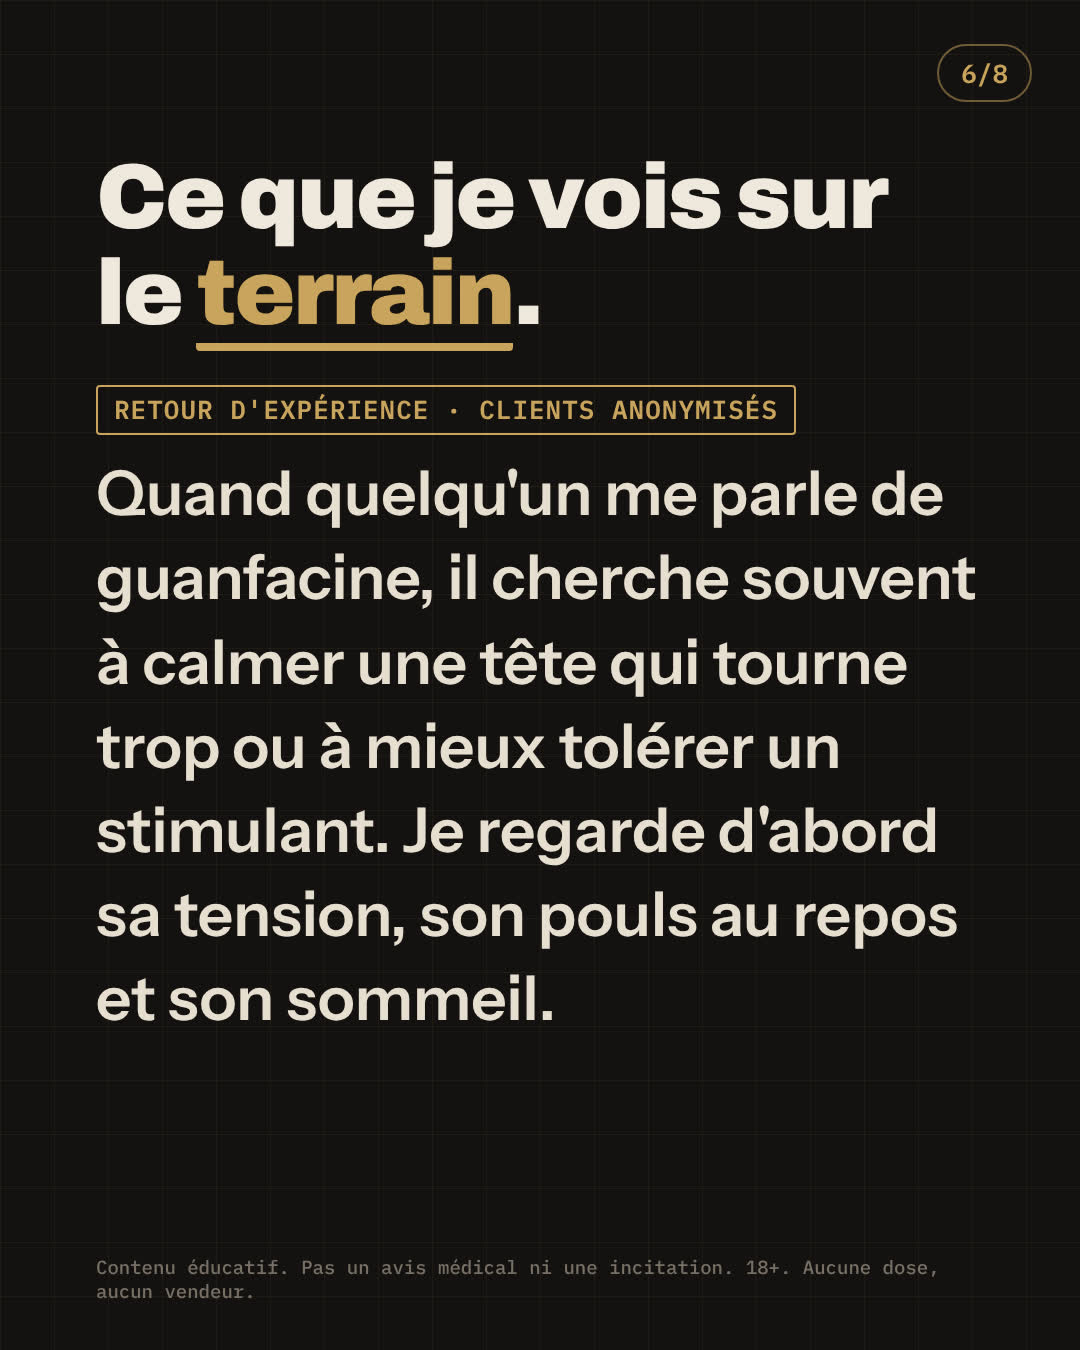 6/8
Ce que je vois sur
le terrain.
RETOUR D'EXPÉRIENCE · CLIENTS ANONYMISÉS
Quand quelqu'un me parle de
guanfacine, il cherche souvent
à calmer une tête qui tourne
trop ou à mieux tolérer un
stimulant. Je regarde d'abord
sa tension, son pouls au repos
et son sommeil.
Contenu éducatif. Pas un avis médical ni une incitation. 18+. Aucune dose,
aucun vendeur.